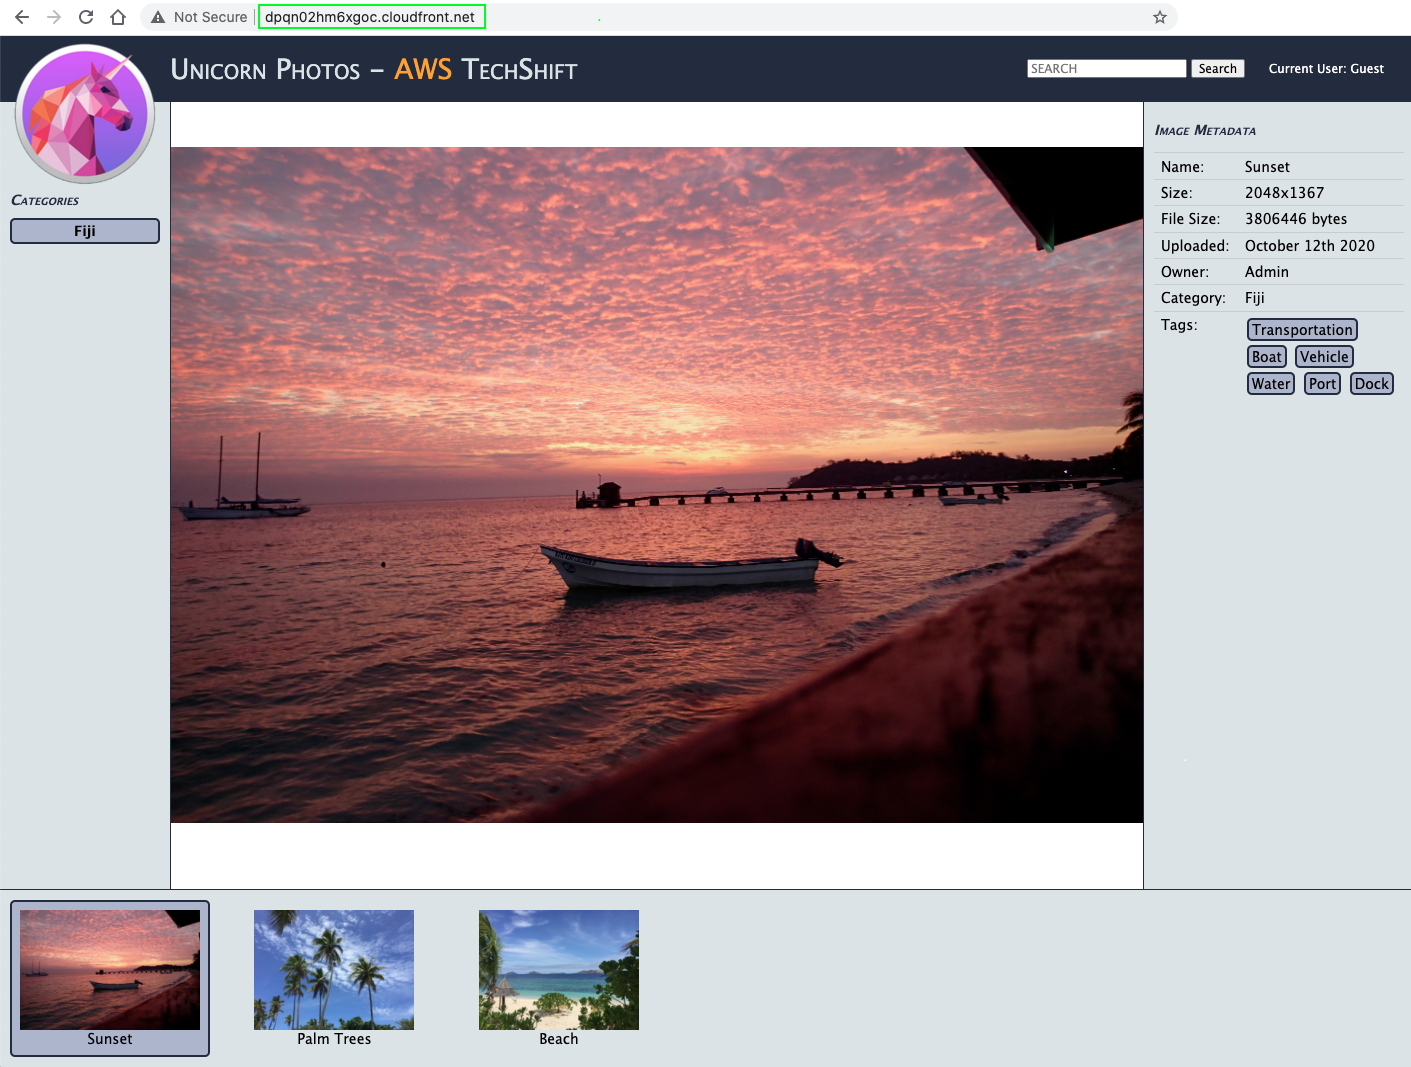 Not Secure | dpqn02hm6xgoc.cloudfront.net
Unicorn Photos – AWS TechShift
SEARCH Search Current User: Guest
Categories
Fiji
Image Metadata
Name: Sunset
Size: 2048x1367
File Size: 3806446 bytes
Uploaded: October 12th 2020
Owner: Admin
Category: Fiji
Tags: Transportation
Boat Vehicle
Water Port Dock
Sunset Palm Trees Beach